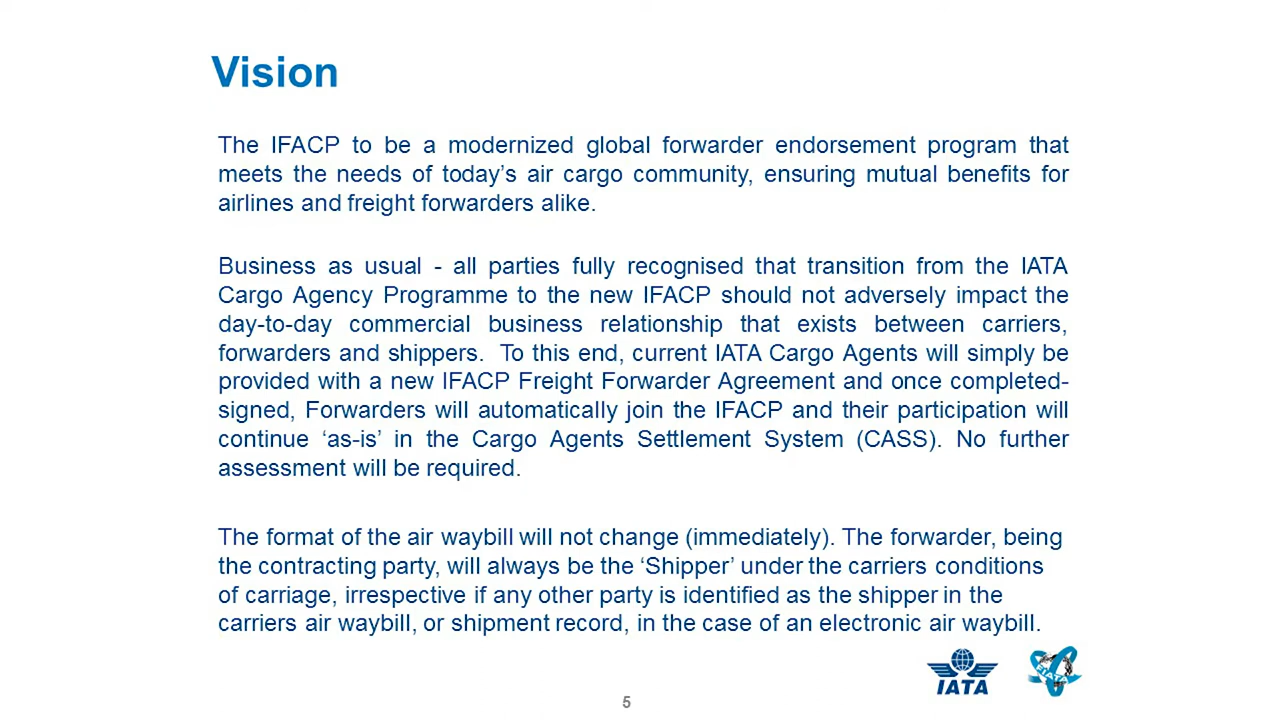 Vision
The IFACP to be a modernized global forwarder endorsement program that
meets the needs of today’s air cargo community, ensuring mutual benefits for
airlines and freight forwarders alike.
Business as usual - all parties fully recognised that transition from the IATA
Cargo Agency Programme to the new IFACP should not adversely impact the
day-to-day commercial business relationship that exists between carriers,
forwarders and shippers.  To this end, current IATA Cargo Agents will simply be
provided with a new IFACP Freight Forwarder Agreement and once completed-
signed, Forwarders will automatically join the IFACP and their participation will
continue ‘as-is’ in the Cargo Agents Settlement System (CASS). No further
assessment will be required.
The format of the air waybill will not change (immediately). The forwarder, being
the contracting party, will always be the ‘Shipper’ under the carriers conditions
of carriage, irrespective if any other party is identified as the shipper in the
carriers air waybill, or shipment record, in the case of an electronic air waybill.
IATA
FIATA
5